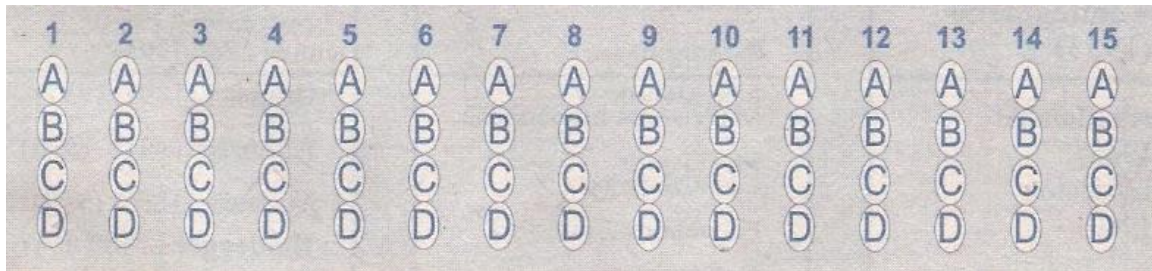 1 2 3 4 5 6 7 8 9 10 11 12 13 14 15
A A A A A A A A A A A A A A A
B B B B B B B B B B B B B B B
C C C C C C C C C C C C C C C
D D D D D D D D D D D D D D D